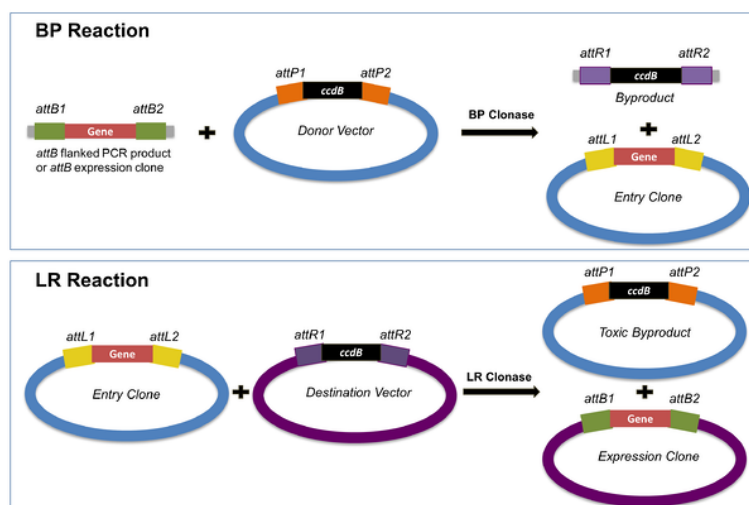 BP Reaction
attB1
attB2
Gene
attB flanked PCR product
or attB expression clone
attP1
attP2
ccdB
Donor Vector
BP Clonase
attR1
attR2
ccdB
Byproduct
attL1
attL2
Gene
Entry Clone
LR Reaction
attL1
attL2
Gene
Entry Clone
attR1
attR2
ccdB
Destination Vector
LR Clonase
attP1
attP2
ccdB
Toxic Byproduct
attB1
attB2
Gene
Expression Clone